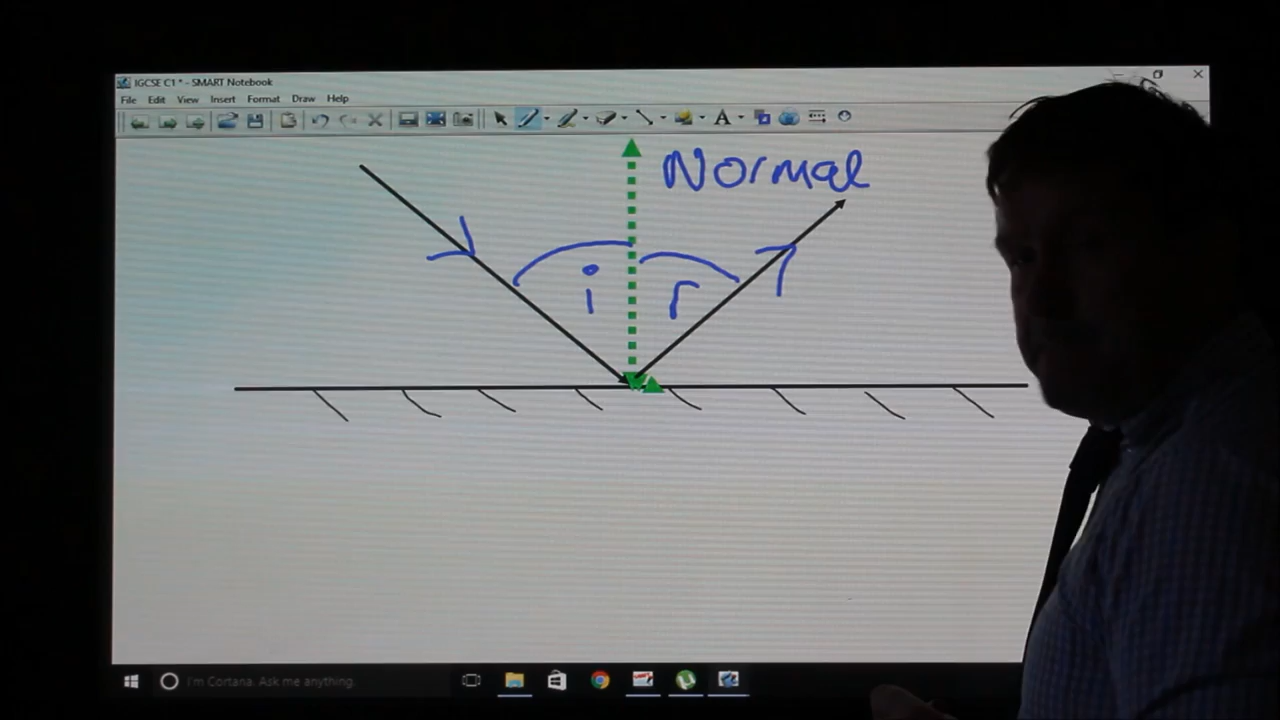 IGCSE C1 * - SMART Notebook
File Edit View Insert Format Draw Help
A
Normal
i r
I'm Cortana. Ask me anything.